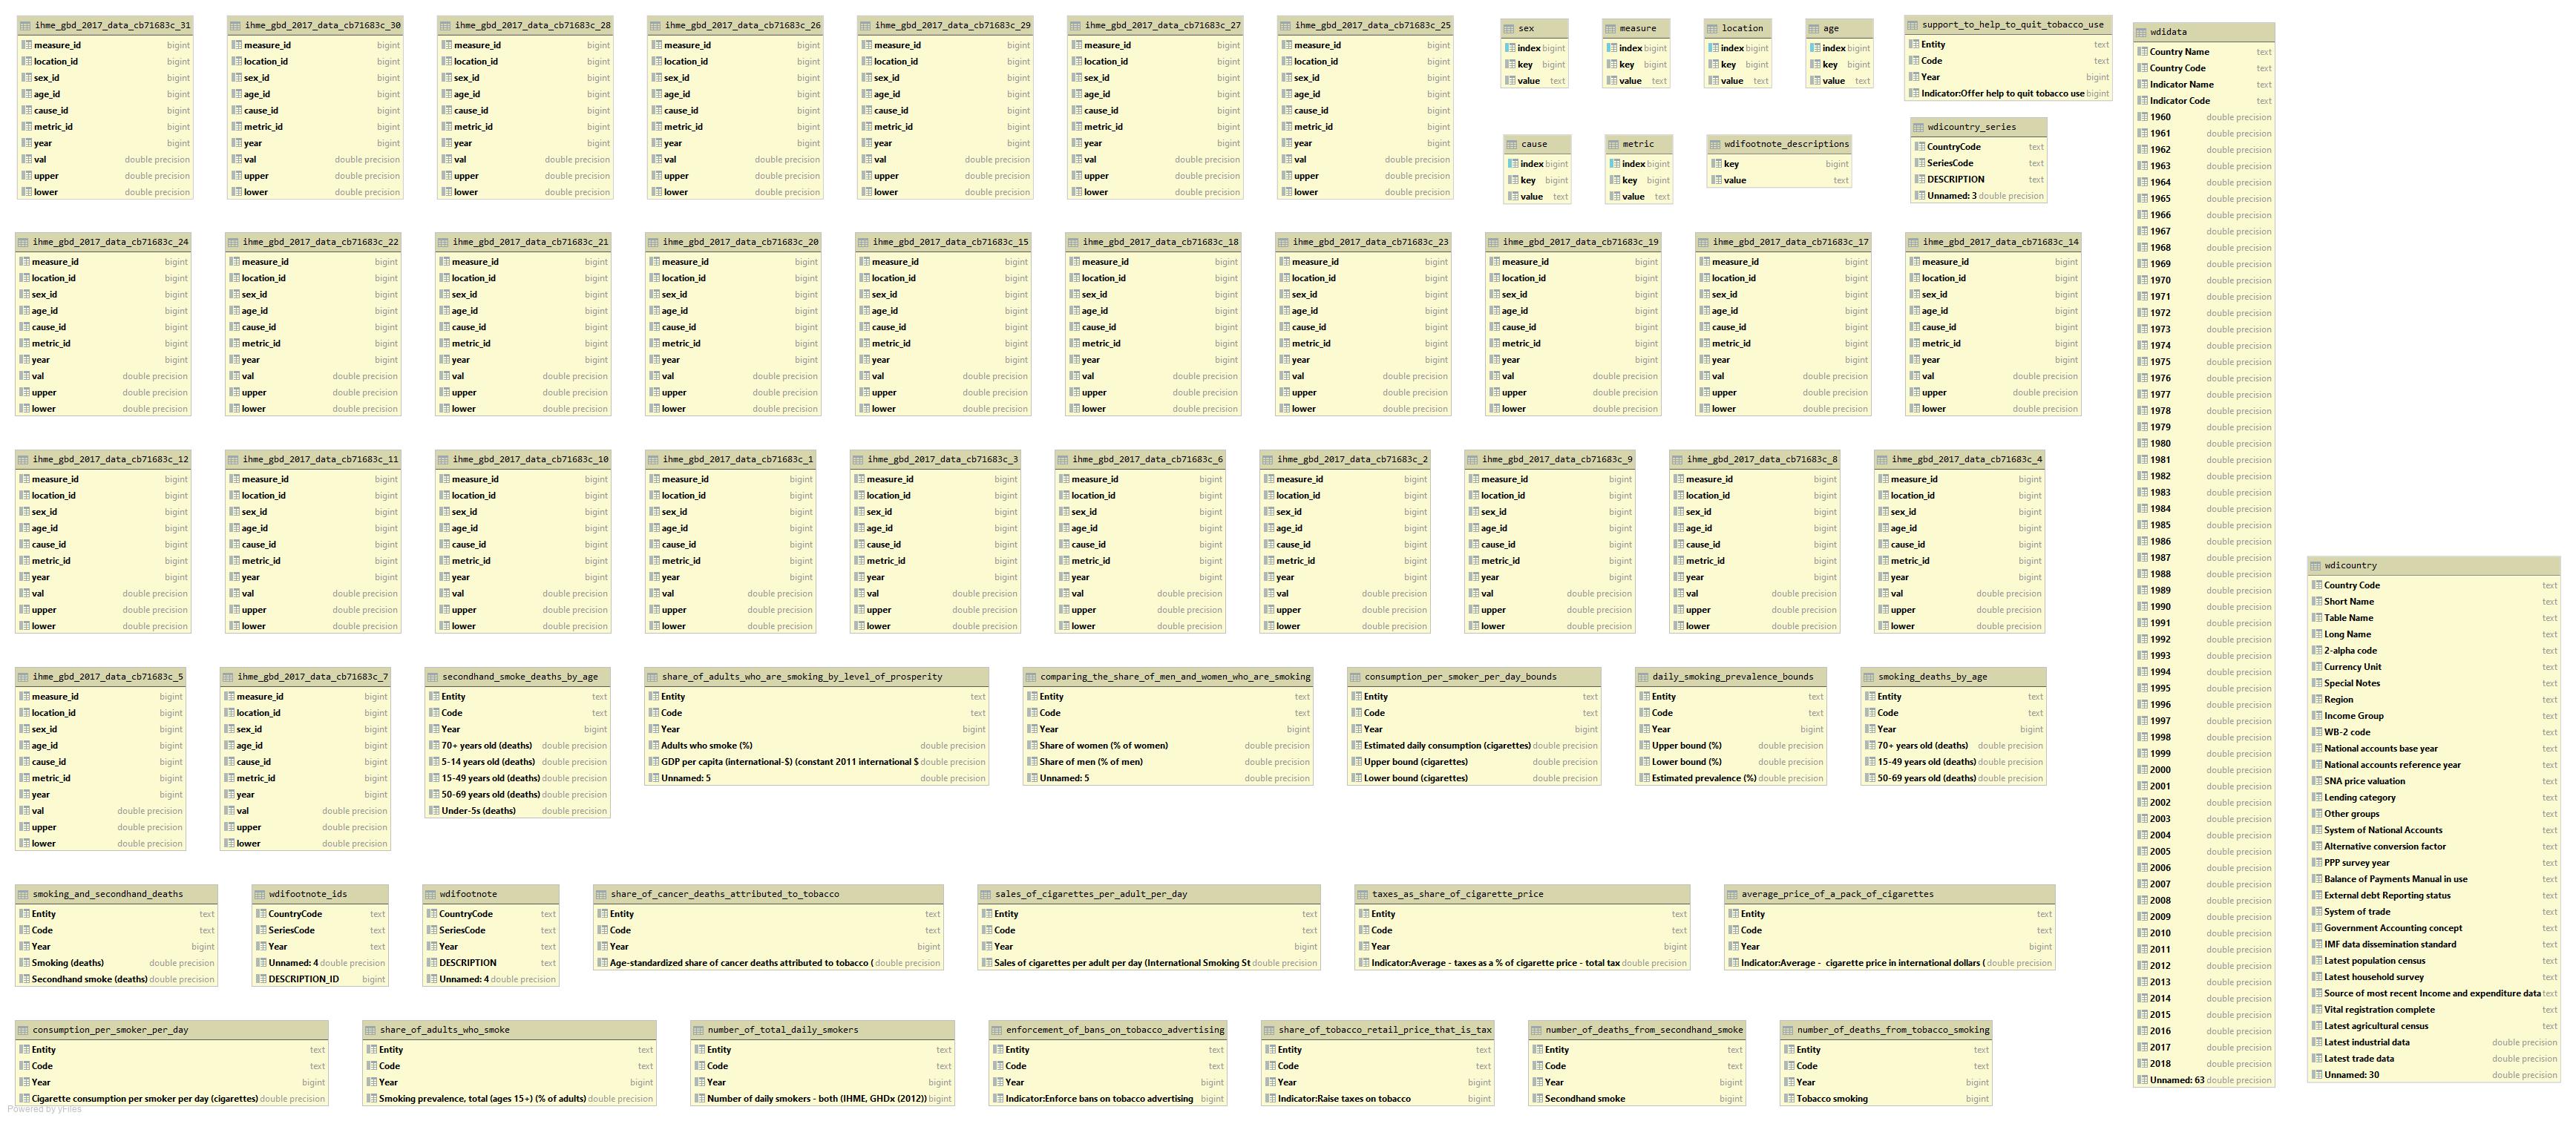 ihme_gbd_2017_data_cb71683c_31
measure_id bigint
location_id bigint
sex_id bigint
age_id bigint
cause_id bigint
metric_id bigint
year bigint
val double precision
upper double precision
lower double precision
ihme_gbd_2017_data_cb71683c_30
measure_id bigint
location_id bigint
sex_id bigint
age_id bigint
cause_id bigint
metric_id bigint
year bigint
val double precision
upper double precision
lower double precision
ihme_gbd_2017_data_cb71683c_28
measure_id bigint
location_id bigint
sex_id bigint
age_id bigint
cause_id bigint
metric_id bigint
year bigint
val double precision
upper double precision
lower double precision
ihme_gbd_2017_data_cb71683c_26
measure_id bigint
location_id bigint
sex_id bigint
age_id bigint
cause_id bigint
metric_id bigint
year bigint
val double precision
upper double precision
lower double precision
ihme_gbd_2017_data_cb71683c_29
measure_id bigint
location_id bigint
sex_id bigint
age_id bigint
cause_id bigint
metric_id bigint
year bigint
val double precision
upper double precision
lower double precision
ihme_gbd_2017_data_cb71683c_27
measure_id bigint
location_id bigint
sex_id bigint
age_id bigint
cause_id bigint
metric_id bigint
year bigint
val double precision
upper double precision
lower double precision
ihme_gbd_2017_data_cb71683c_25
measure_id bigint
location_id bigint
sex_id bigint
age_id bigint
cause_id bigint
metric_id bigint
year bigint
val double precision
upper double precision
lower double precision
sex
index bigint
key bigint
value text
measure
index bigint
key bigint
value text
location
index bigint
key bigint
value text
age
index bigint
key bigint
value text
support_to_help_to_quit_tobacco_use
Entity text
Code text
Year bigint
Indicator:Offer help to quit tobacco use bigint
cause
index bigint
key bigint
value text
metric
index bigint
key bigint
value text
wdifootnote_descriptions
key bigint
value text
wdicountry_series
CountryCode text
SeriesCode text
DESCRIPTION text
Unnamed: 3 double precision
ihme_gbd_2017_data_cb71683c_24
measure_id bigint
location_id bigint
sex_id bigint
age_id bigint
cause_id bigint
metric_id bigint
year bigint
val double precision
upper double precision
lower double precision
ihme_gbd_2017_data_cb71683c_22
measure_id bigint
location_id bigint
sex_id bigint
age_id bigint
cause_id bigint
metric_id bigint
year bigint
val double precision
upper double precision
lower double precision
ihme_gbd_2017_data_cb71683c_21
measure_id bigint
location_id bigint
sex_id bigint
age_id bigint
cause_id bigint
metric_id bigint
year bigint
val double precision
upper double precision
lower double precision
ihme_gbd_2017_data_cb71683c_20
measure_id bigint
location_id bigint
sex_id bigint
age_id bigint
cause_id bigint
metric_id bigint
year bigint
val double precision
upper double precision
lower double precision
ihme_gbd_2017_data_cb71683c_15
measure_id bigint
location_id bigint
sex_id bigint
age_id bigint
cause_id bigint
metric_id bigint
year bigint
val double precision
upper double precision
lower double precision
ihme_gbd_2017_data_cb71683c_18
measure_id bigint
location_id bigint
sex_id bigint
age_id bigint
cause_id bigint
metric_id bigint
year bigint
val double precision
upper double precision
lower double precision
ihme_gbd_2017_data_cb71683c_23
measure_id bigint
location_id bigint
sex_id bigint
age_id bigint
cause_id bigint
metric_id bigint
year bigint
val double precision
upper double precision
lower double precision
ihme_gbd_2017_data_cb71683c_19
measure_id bigint
location_id bigint
sex_id bigint
age_id bigint
cause_id bigint
metric_id bigint
year bigint
val double precision
upper double precision
lower double precision
ihme_gbd_2017_data_cb71683c_17
measure_id bigint
location_id bigint
sex_id bigint
age_id bigint
cause_id bigint
metric_id bigint
year bigint
val double precision
upper double precision
lower double precision
ihme_gbd_2017_data_cb71683c_14
measure_id bigint
location_id bigint
sex_id bigint
age_id bigint
cause_id bigint
metric_id bigint
year bigint
val double precision
upper double precision
lower double precision
ihme_gbd_2017_data_cb71683c_12
measure_id bigint
location_id bigint
sex_id bigint
age_id bigint
cause_id bigint
metric_id bigint
year bigint
val double precision
upper double precision
lower double precision
ihme_gbd_2017_data_cb71683c_11
measure_id bigint
location_id bigint
sex_id bigint
age_id bigint
cause_id bigint
metric_id bigint
year bigint
val double precision
upper double precision
lower double precision
ihme_gbd_2017_data_cb71683c_10
measure_id bigint
location_id bigint
sex_id bigint
age_id bigint
cause_id bigint
metric_id bigint
year bigint
val double precision
upper double precision
lower double precision
ihme_gbd_2017_data_cb71683c_1
measure_id bigint
location_id bigint
sex_id bigint
age_id bigint
cause_id bigint
metric_id bigint
year bigint
val double precision
upper double precision
lower double precision
ihme_gbd_2017_data_cb71683c_3
measure_id bigint
location_id bigint
sex_id bigint
age_id bigint
cause_id bigint
metric_id bigint
year bigint
val double precision
upper double precision
lower double precision
ihme_gbd_2017_data_cb71683c_6
measure_id bigint
location_id bigint
sex_id bigint
age_id bigint
cause_id bigint
metric_id bigint
year bigint
val double precision
upper double precision
lower double precision
ihme_gbd_2017_data_cb71683c_2
measure_id bigint
location_id bigint
sex_id bigint
age_id bigint
cause_id bigint
metric_id bigint
year bigint
val double precision
upper double precision
lower double precision
ihme_gbd_2017_data_cb71683c_9
measure_id bigint
location_id bigint
sex_id bigint
age_id bigint
cause_id bigint
metric_id bigint
year bigint
val double precision
upper double precision
lower double precision
ihme_gbd_2017_data_cb71683c_8
measure_id bigint
location_id bigint
sex_id bigint
age_id bigint
cause_id bigint
metric_id bigint
year bigint
val double precision
upper double precision
lower double precision
ihme_gbd_2017_data_cb71683c_4
measure_id bigint
location_id bigint
sex_id bigint
age_id bigint
cause_id bigint
metric_id bigint
year bigint
val double precision
upper double precision
lower double precision
ihme_gbd_2017_data_cb71683c_5
measure_id bigint
location_id bigint
sex_id bigint
age_id bigint
cause_id bigint
metric_id bigint
year bigint
val double precision
upper double precision
lower double precision
ihme_gbd_2017_data_cb71683c_7
measure_id bigint
location_id bigint
sex_id bigint
age_id bigint
cause_id bigint
metric_id bigint
year bigint
val double precision
upper double precision
lower double precision
secondhand_smoke_deaths_by_age
Entity text
Code text
Year bigint
70+ years old (deaths) double precision
5-14 years old (deaths) double precision
15-49 years old (deaths) double precision
50-69 years old (deaths) double precision
Under-5s (deaths) double precision
share_of_adults_who_are_smoking_by_level_of_prosperity
Entity text
Code text
Year bigint
Adults who smoke (%) double precision
GDP per capita (international-$) (constant 2011 international $ double precision
Unnamed: 5 double precision
comparing_the_share_of_men_and_women_who_are_smoking
Entity text
Code text
Year bigint
Share of women (% of women) double precision
Share of men (% of men) double precision
Unnamed: 5 double precision
consumption_per_smoker_per_day_bounds
Entity text
Code text
Year bigint
Estimated daily consumption (cigarettes) double precision
Upper bound (cigarettes) double precision
Lower bound (cigarettes) double precision
daily_smoking_prevalence_bounds
Entity text
Code text
Year bigint
Upper bound (%) double precision
Lower bound (%) double precision
Estimated prevalence (%) double precision
smoking_deaths_by_age
Entity text
Code text
Year bigint
70+ years old (deaths) double precision
15-49 years old (deaths) double precision
50-69 years old (deaths) double precision
smoking_and_secondhand_deaths
Entity text
Code text
Year bigint
Smoking (deaths) double precision
Secondhand smoke (deaths) double precision
wdifootnote_ids
CountryCode text
SeriesCode text
Year text
Unnamed: 4 double precision
DESCRIPTION_ID bigint
wdifootnote
CountryCode text
SeriesCode text
Year text
DESCRIPTION text
Unnamed: 4 double precision
share_of_cancer_deaths_attributed_to_tobacco
Entity text
Code text
Year bigint
Age-standardized share of cancer deaths attributed to tobacco ( double precision
sales_of_cigarettes_per_adult_per_day
Entity text
Code text
Year bigint
Sales of cigarettes per adult per day (International Smoking St double precision
taxes_as_share_of_cigarette_price
Entity text
Code text
Year bigint
Indicator:Average - taxes as a % of cigarette price - total tax double precision
average_price_of_a_pack_of_cigarettes
Entity text
Code text
Year bigint
Indicator:Average - cigarette price in international dollars ( double precision
consumption_per_smoker_per_day
Entity text
Code text
Year bigint
Cigarette consumption per smoker per day (cigarettes) double precision
share_of_adults_who_smoke
Entity text
Code text
Year bigint
Smoking prevalence, total (ages 15+) (% of adults) double precision
number_of_total_daily_smokers
Entity text
Code text
Year bigint
Number of daily smokers - both (IHME, GHDx (2012)) bigint
enforcement_of_bans_on_tobacco_advertising
Entity text
Code text
Year bigint
Indicator:Enforce bans on tobacco advertising bigint
share_of_tobacco_retail_price_that_is_tax
Entity text
Code text
Year bigint
Indicator:Raise taxes on tobacco bigint
number_of_deaths_from_secondhand_smoke
Entity text
Code text
Year bigint
Secondhand smoke bigint
number_of_deaths_from_tobacco_smoking
Entity text
Code text
Year bigint
Tobacco smoking bigint
wdidata
Country Name text
Country Code text
Indicator Name text
Indicator Code text
1960 double precision
1961 double precision
1962 double precision
1963 double precision
1964 double precision
1965 double precision
1966 double precision
1967 double precision
1968 double precision
1969 double precision
1970 double precision
1971 double precision
1972 double precision
1973 double precision
1974 double precision
1975 double precision
1976 double precision
1977 double precision
1978 double precision
1979 double precision
1980 double precision
1981 double precision
1982 double precision
1983 double precision
1984 double precision
1985 double precision
1986 double precision
1987 double precision
1988 double precision
1989 double precision
1990 double precision
1991 double precision
1992 double precision
1993 double precision
1994 double precision
1995 double precision
1996 double precision
1997 double precision
1998 double precision
1999 double precision
2000 double precision
2001 double precision
2002 double precision
2003 double precision
2004 double precision
2005 double precision
2006 double precision
2007 double precision
2008 double precision
2009 double precision
2010 double precision
2011 double precision
2012 double precision
2013 double precision
2014 double precision
2015 double precision
2016 double precision
2017 double precision
2018 double precision
Unnamed: 63 double precision
wdicountry
Country Code text
Short Name text
Table Name text
Long Name text
2-alpha code text
Currency Unit text
Special Notes text
Region text
Income Group text
WB-2 code text
National accounts base year text
National accounts reference year text
SNA price valuation text
Lending category text
Other groups text
System of National Accounts text
Alternative conversion factor text
PPP survey year text
Balance of Payments Manual in use text
External debt Reporting status text
System of trade text
Government Accounting concept text
IMF data dissemination standard text
Latest population census text
Latest household survey text
Source of most recent Income and expenditure data text
Vital registration complete text
Latest agricultural census text
Latest industrial data double precision
Latest trade data double precision
Unnamed: 30 double precision
Powered by yFiles